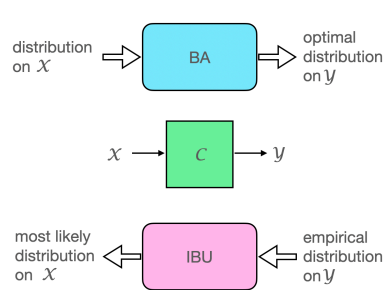 distribution
on 𝒳
BA
optimal
distribution
on 𝒴
𝒳
C
𝒴
most likely
distribution
on 𝒳
IBU
empirical
distribution
on 𝒴